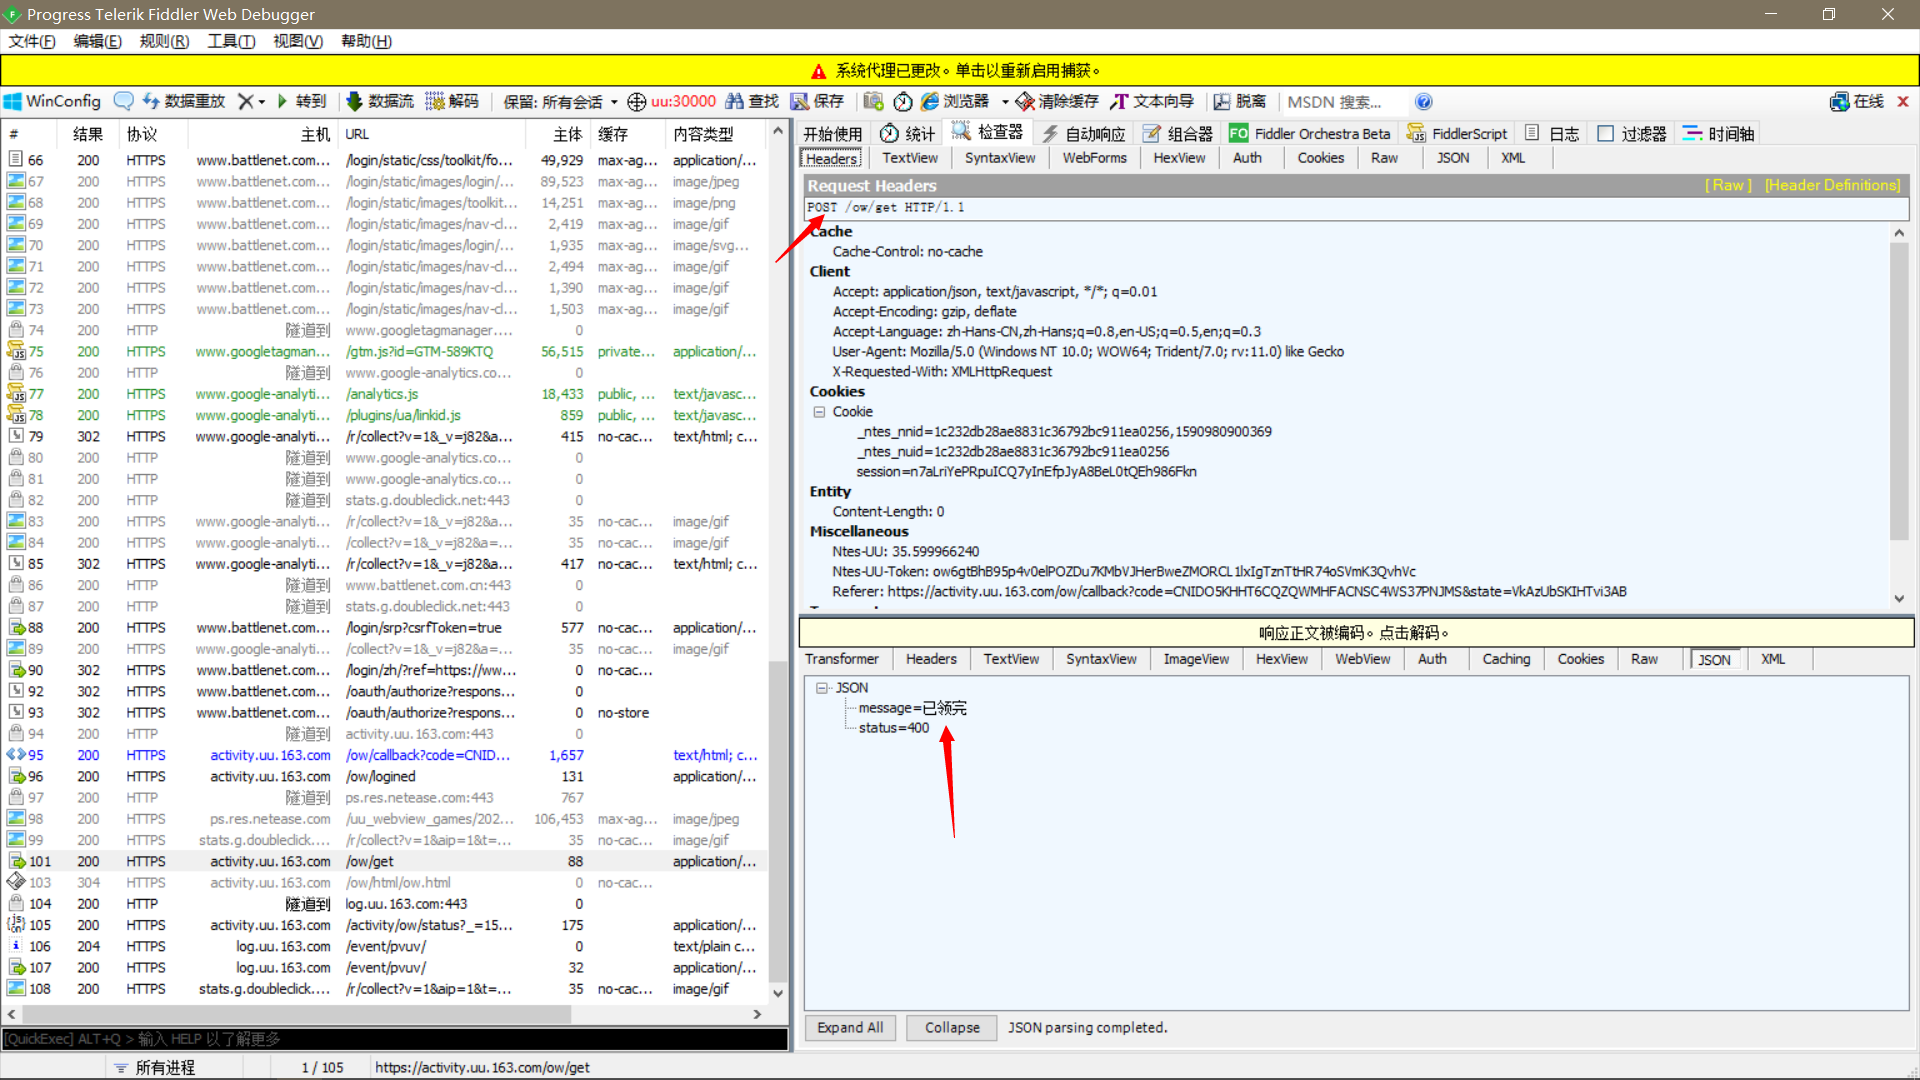 Progress Telerik Fiddler Web Debugger
文件(F) 编辑(E) 规则(R) 工具(T) 视图(V) 帮助(H)
系统代理已更改。单击以重新启用捕获。
WinConfig 数据重放 转到 数据流 解码 保留: 所有会话 uu:30000 查找 保存 浏览器 清除缓存 文本向导 脱离 MSDN 搜索... 在线
# 结果 协议 主机 URL 主体 缓存 内容类型
66 200 HTTPS www.battlenet.com... /login/static/css/toolkit/fo... 49,929 max-ag... application/...
67 200 HTTPS www.battlenet.com... /login/static/images/login/... 89,523 max-ag... image/jpeg
68 200 HTTPS www.battlenet.com... /login/static/images/toolkit... 14,251 max-ag... image/png
69 200 HTTPS www.battlenet.com... /login/static/images/nav-cl... 2,419 max-ag... image/gif
70 200 HTTPS www.battlenet.com... /login/static/images/login/... 1,935 max-ag... image/svg...
71 200 HTTPS www.battlenet.com... /login/static/images/nav-cl... 2,494 max-ag... image/gif
72 200 HTTPS www.battlenet.com... /login/static/images/nav-cl... 1,390 max-ag... image/gif
73 200 HTTPS www.battlenet.com... /login/static/images/nav-cl... 1,503 max-ag... image/gif
74 200 HTTP 隧道到 www.googletagmanager.... 0
75 200 HTTPS www.googletagman... /gtm.js?id=GTM-589KTQ 56,515 private... application/...
76 200 HTTP 隧道到 www.google-analytics.co... 0
77 200 HTTPS www.google-analyti... /analytics.js 18,433 public, ... text/javasc...
78 200 HTTPS www.google-analyti... /plugins/ua/linkid.js 859 public, ... text/javasc...
79 302 HTTPS www.google-analyti... /r/collect?v=1&_v=j82&a... 415 no-cac... text/html; c...
80 200 HTTP 隧道到 www.google-analytics.co... 0
81 200 HTTP 隧道到 www.google-analytics.co... 0
82 200 HTTP 隧道到 stats.g.doubleclick.net:443 0
83 200 HTTPS www.google-analyti... /r/collect?v=1&_v=j82&a... 35 no-cac... image/gif
84 200 HTTPS www.google-analyti... /collect?v=1&_v=j82&a=... 35 no-cac... image/gif
85 302 HTTPS www.google-analyti... /r/collect?v=1&_v=j82&a... 417 no-cac... text/html; c...
86 200 HTTP 隧道到 www.battlenet.com.cn:443 0
87 200 HTTP 隧道到 stats.g.doubleclick.net:443 0
88 200 HTTPS www.battlenet.com... /login/srp?csrfToken=true 577 no-cac... application/...
89 200 HTTPS www.google-analyti... /collect?v=1&_v=j82&a=... 35 no-cac... image/gif
90 302 HTTPS www.battlenet.com... /login/zh/?ref=https://ww... 0 no-cac...
92 302 HTTPS www.battlenet.com... /oauth/authorize?respons... 0
93 302 HTTPS www.battlenet.com... /oauth/authorize?respons... 0 no-store
94 200 HTTP 隧道到 activity.uu.163.com:443 0
95 200 HTTPS activity.uu.163.com /ow/callback?code=CNID... 1,657 text/html; c...
96 200 HTTPS activity.uu.163.com /ow/logined 131 application/...
97 200 HTTP 隧道到 ps.res.netease.com:443 767
98 200 HTTPS ps.res.netease.com /uu_webview_games/202... 106,453 max-ag... image/jpeg
99 200 HTTPS stats.g.doubleclick.... /r/collect?v=1&aip=1&t=... 35 no-cac... image/gif
101 200 HTTPS activity.uu.163.com /ow/get 88 application/...
103 304 HTTPS activity.uu.163.com /ow/html/ow.html 0 no-cac...
104 200 HTTP 隧道到 log.uu.163.com:443 0
105 200 HTTPS activity.uu.163.com /activity/ow/status?_=15... 175 application/...
106 204 HTTPS log.uu.163.com /event/pvuv/ 0 text/plain c...
107 200 HTTPS log.uu.163.com /event/pvuv/ 32 application/...
108 200 HTTPS stats.g.doubleclick.... /r/collect?v=1&aip=1&t=... 35 no-cac... image/gif
[QuickExec] ALT+Q > 输入 HELP 以了解更多
所有进程 1 / 105 https://activity.uu.163.com/ow/get
开始使用 统计 检查器 自动响应 组合器 FO Fiddler Orchestra Beta FiddlerScript 日志 过滤器 时间轴
Headers TextView SyntaxView WebForms HexView Auth Cookies Raw JSON XML
Request Headers [ Raw ] [Header Definitions]
POST /ow/get HTTP/1.1
Cache
Cache-Control: no-cache
Client
Accept: application/json, text/javascript, */*; q=0.01
Accept-Encoding: gzip, deflate
Accept-Language: zh-Hans-CN,zh-Hans;q=0.8,en-US;q=0.5,en;q=0.3
User-Agent: Mozilla/5.0 (Windows NT 10.0; WOW64; Trident/7.0; rv:11.0) like Gecko
X-Requested-With: XMLHttpRequest
Cookies
Cookie
_ntes_nnid=1c232db28ae8831c36792bc911ea0256,1590980900369
_ntes_nuid=1c232db28ae8831c36792bc911ea0256
session=n7aLriYePRpuICQ7yInEfpJyA8BeL0tQEh986Fkn
Entity
Content-Length: 0
Miscellaneous
Ntes-UU: 35.599966240
Ntes-UU-Token: ow6gtBhB95p4v0elPOZDu7KMbVJHerBweZMORCL1lxIgTznTtHR74oSVmK3QvhVc
Referer: https://activity.uu.163.com/ow/callback?code=CNIDO5KHHT6CQZQWMHFACNSC4WS37PNJMS&state=VkAzUbSKIHTvi3AB
响应正文被编码。点击解码。
Transformer Headers TextView SyntaxView ImageView HexView WebView Auth Caching Cookies Raw JSON XML
JSON
message=已领完
status=400
Expand All Collapse JSON parsing completed.